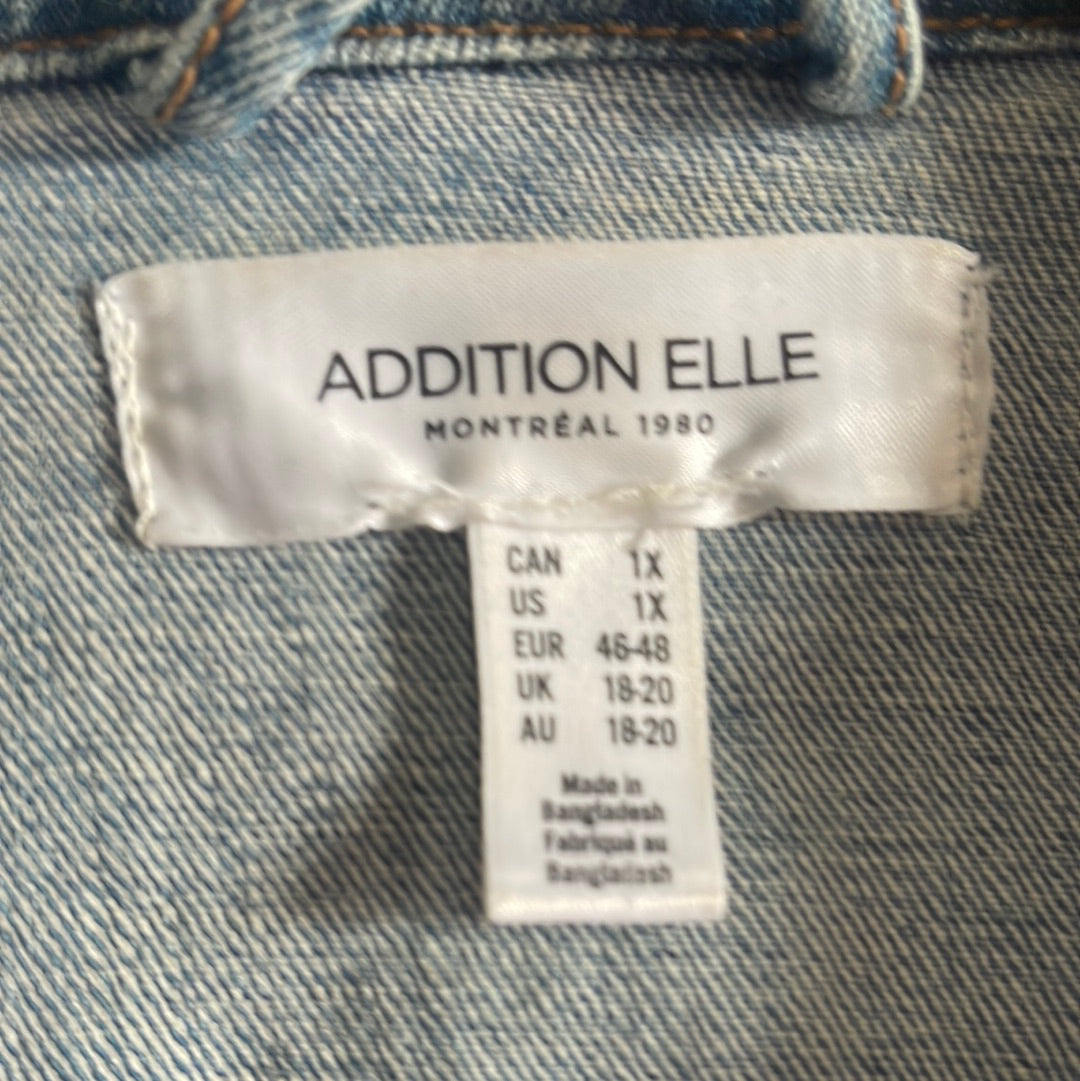 ADDITION ELLE
MONTRÉAL 1980
CAN 1X
US 1X
EUR 46-48
UK 18-20
AU 18-20
Made in
Bangladesh
Fabriqué au
Bangladesh